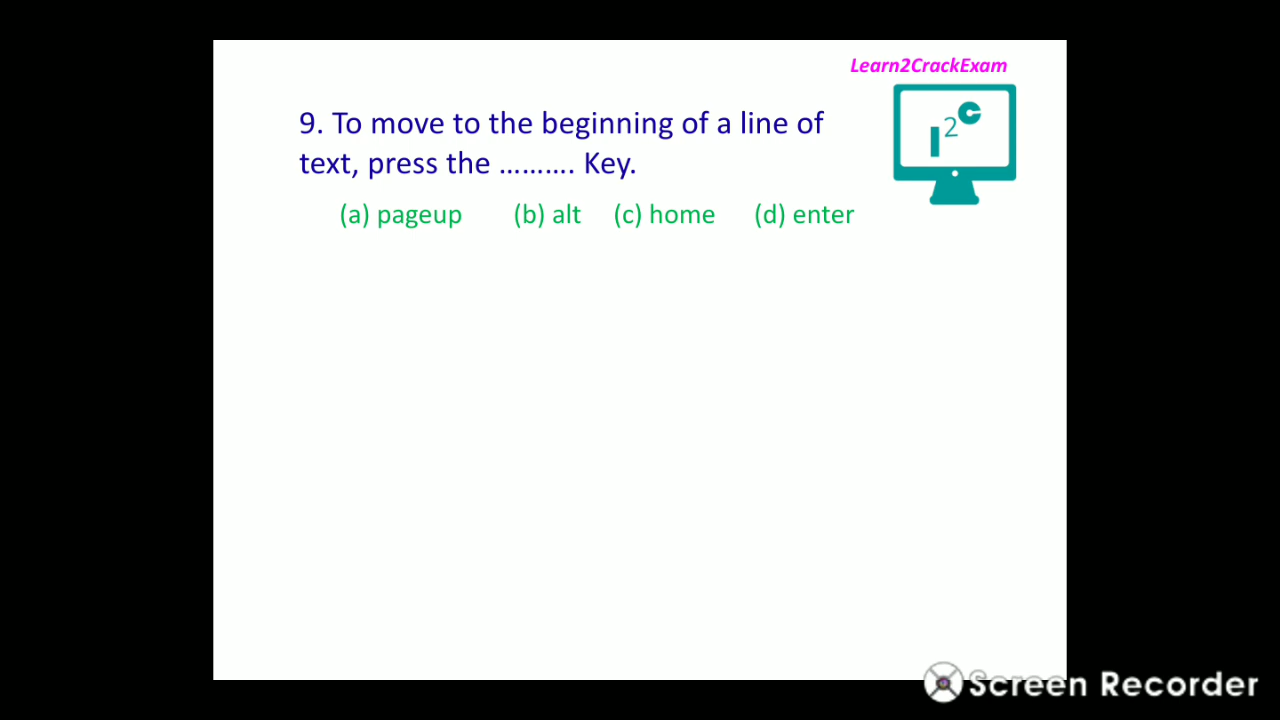 Learn2CrackExam
l2c
9. To move to the beginning of a line of
text, press the ………. Key.
(a) pageup (b) alt (c) home (d) enter
Screen Recorder